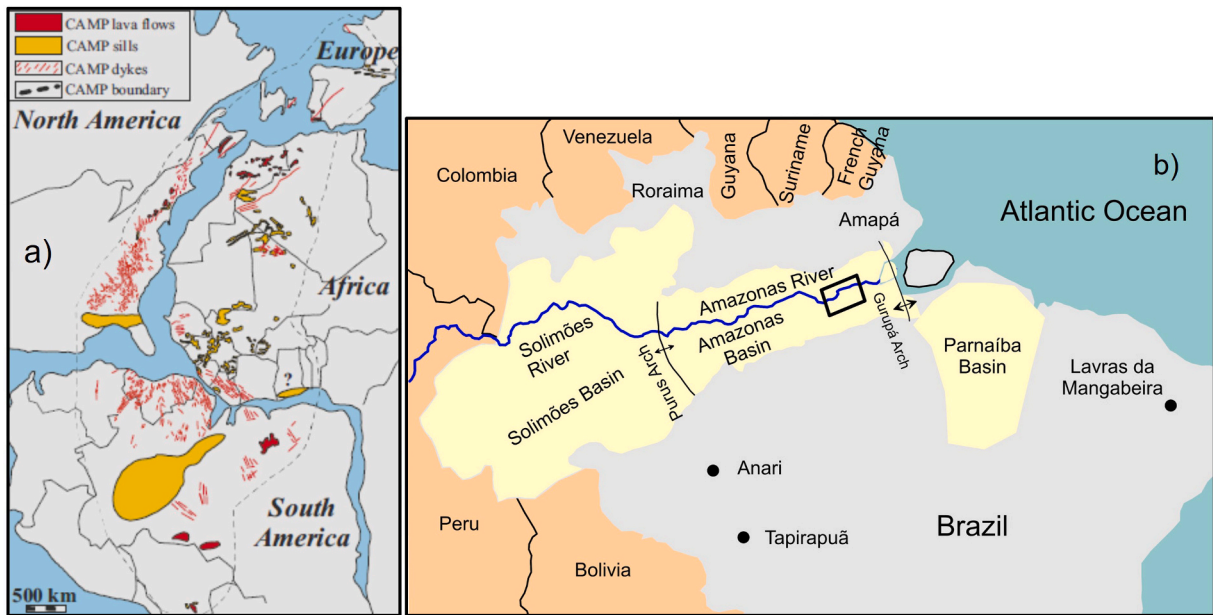 CAMP lava flows
CAMP sills
CAMP dykes
CAMP boundary
Europe
North America
a)
Africa
?
South
America
500 km
b)
Venezuela
Colombia
Guyana
Suriname
French
Guyana
Roraima
Amapá
Atlantic Ocean
Amazonas River
Solimões
River
Amazonas
Basin
Gurupá Arch
Purus Arch
Parnaíba
Basin
Solimões Basin
Lavras da
Mangabeira
Anari
Tapirapuã
Brazil
Peru
Bolivia